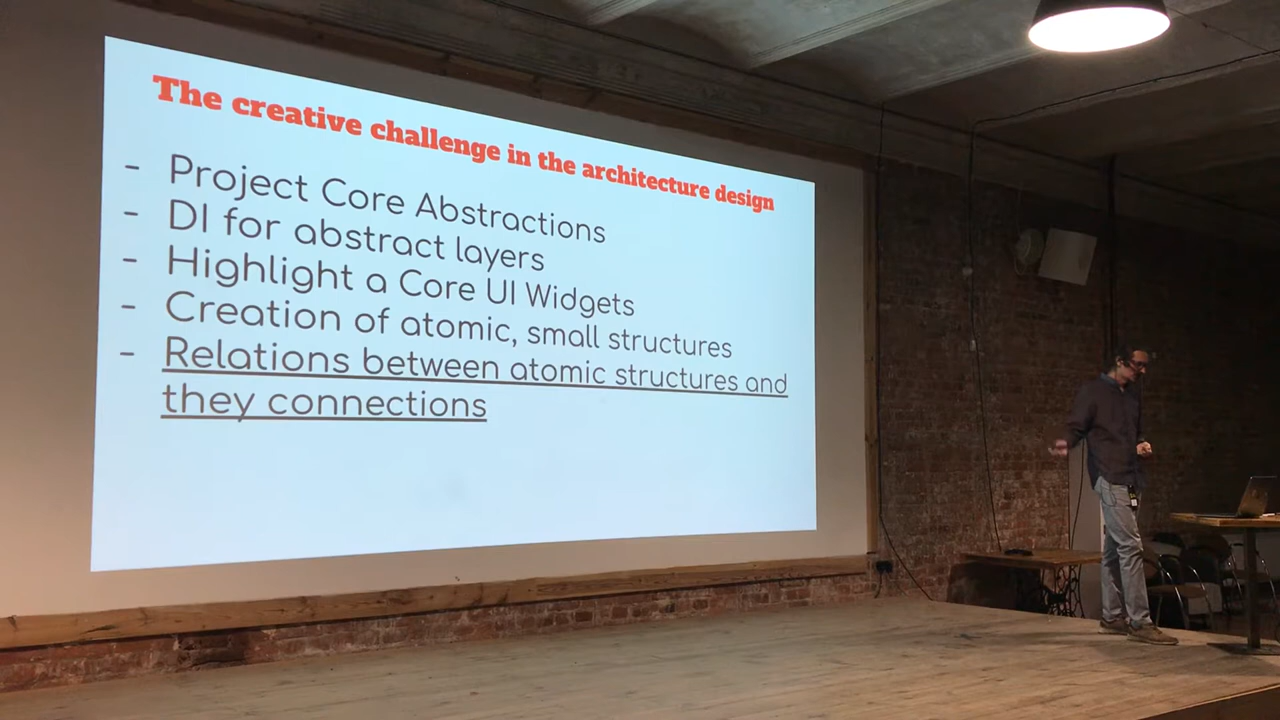 The creative challenge in the architecture design
- Project Core Abstractions
- DI for abstract layers
- Highlight a Core UI Widgets
- Creation of atomic, small structures
- Relations between atomic structures and
they connections